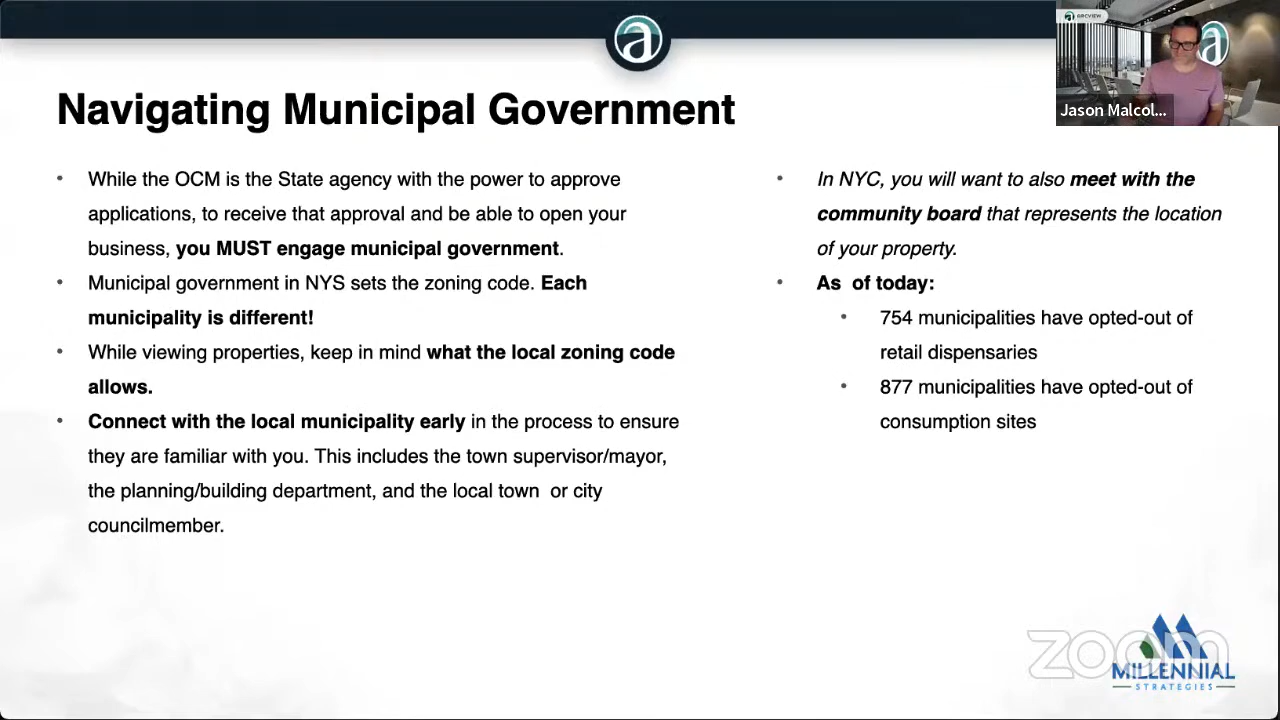 ARCVIEW
a
a
Jason Malcol...
Navigating Municipal Government
• While the OCM is the State agency with the power to approve
applications, to receive that approval and be able to open your
business, you MUST engage municipal government.
• Municipal government in NYS sets the zoning code. Each
municipality is different!
• While viewing properties, keep in mind what the local zoning code
allows.
• Connect with the local municipality early in the process to ensure
they are familiar with you. This includes the town supervisor/mayor,
the planning/building department, and the local town or city
councilmember.
• In NYC, you will want to also meet with the
community board that represents the location
of your property.
• As of today:
• 754 municipalities have opted-out of
retail dispensaries
• 877 municipalities have opted-out of
consumption sites
zoom
MILLENNIAL
STRATEGIES